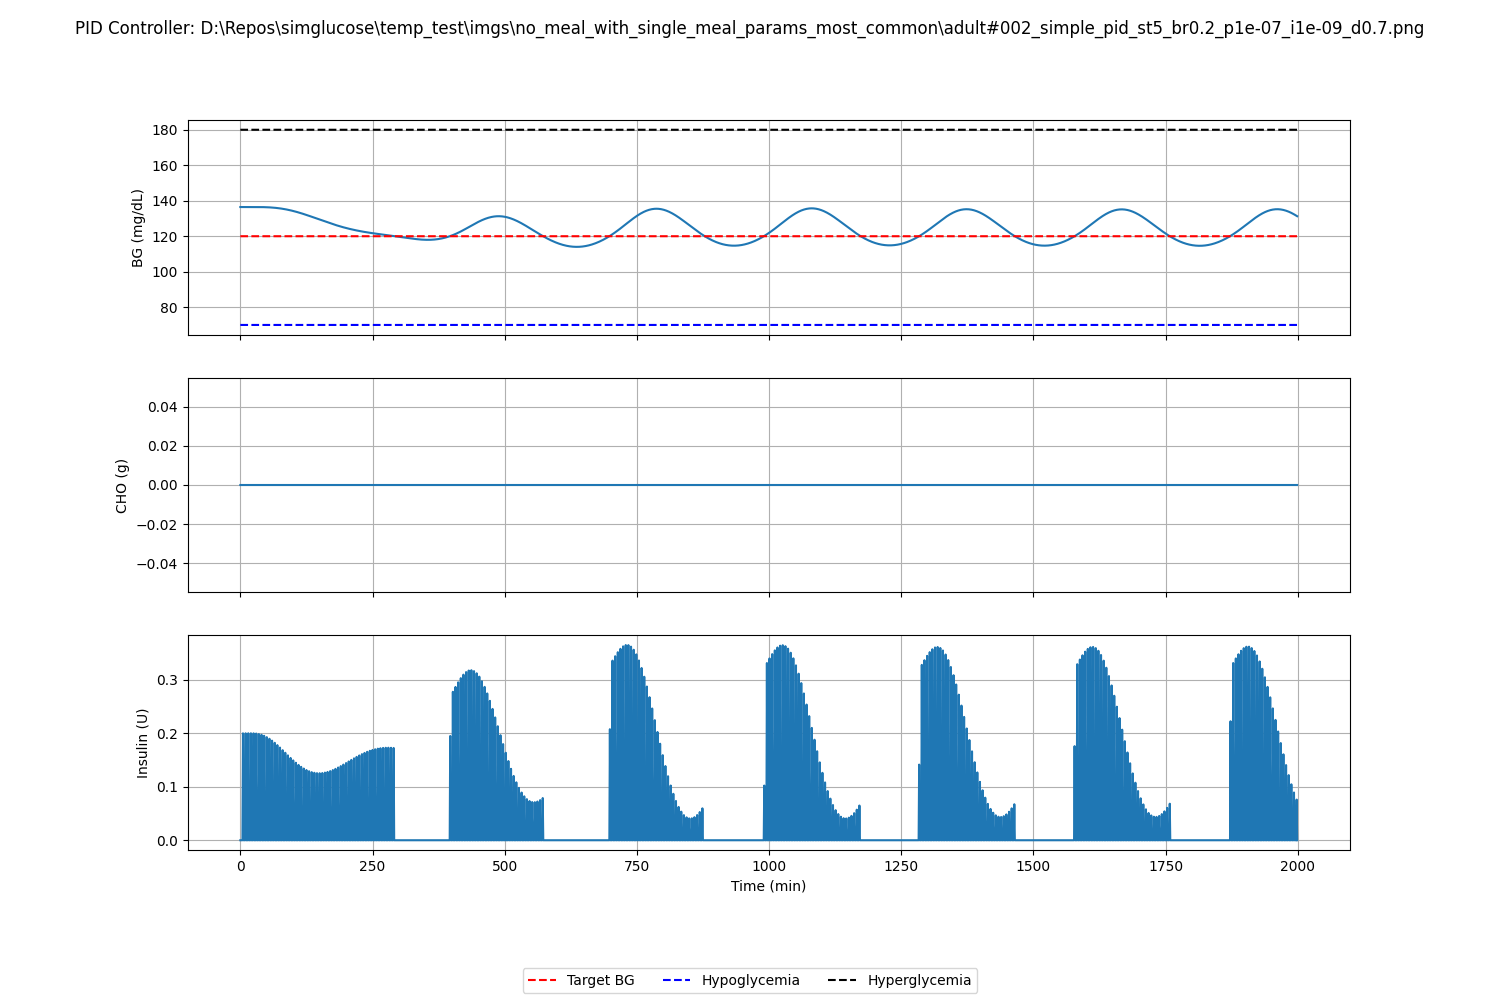 PID Controller: D:\Repos\simglucose\temp_test\imgs\no_meal_with_single_meal_params_most_common\adult#002_simple_pid_st5_br0.2_p1e-07_i1e-09_d0.7.png
180
160
140
120
100
80
BG (mg/dL)
0.04
0.02
0.00
−0.02
−0.04
CHO (g)
0.3
0.2
0.1
0.0
Insulin (U)
0 250 500 750 1000 1250 1500 1750 2000
Time (min)
Target BG Hypoglycemia Hyperglycemia